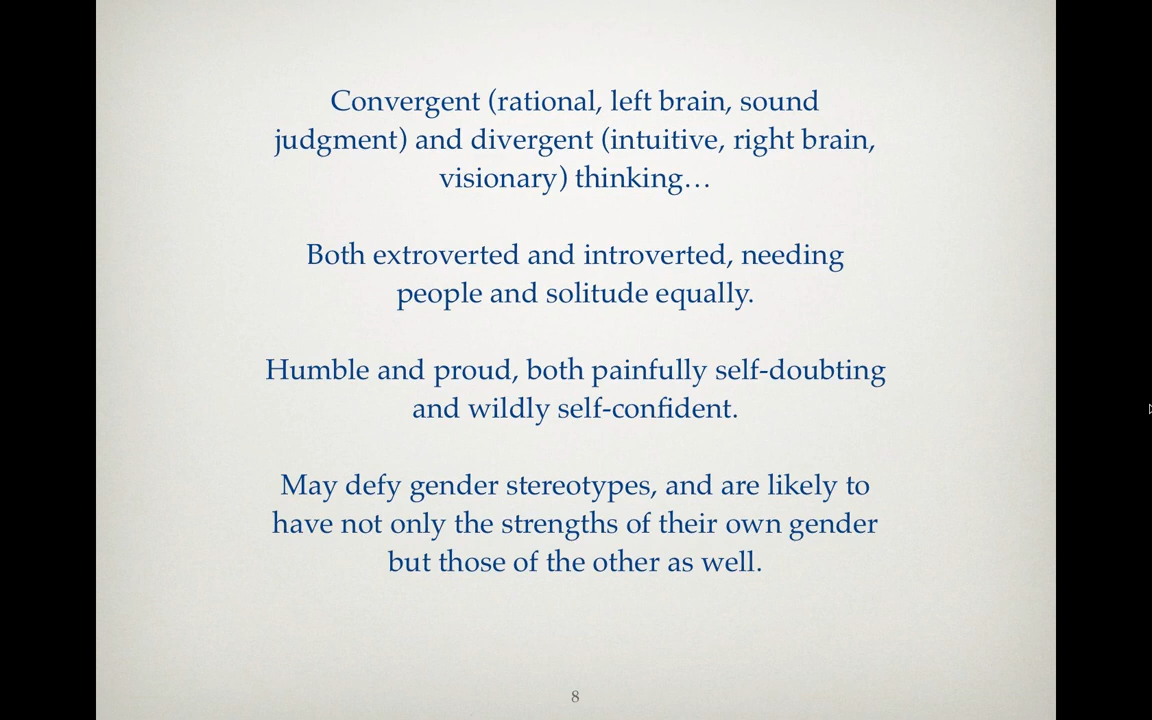 Convergent (rational, left brain, sound
judgment) and divergent (intuitive, right brain,
visionary) thinking…
Both extroverted and introverted, needing
people and solitude equally.
Humble and proud, both painfully self-doubting
and wildly self-confident.
May defy gender stereotypes, and are likely to
have not only the strengths of their own gender
but those of the other as well.
8